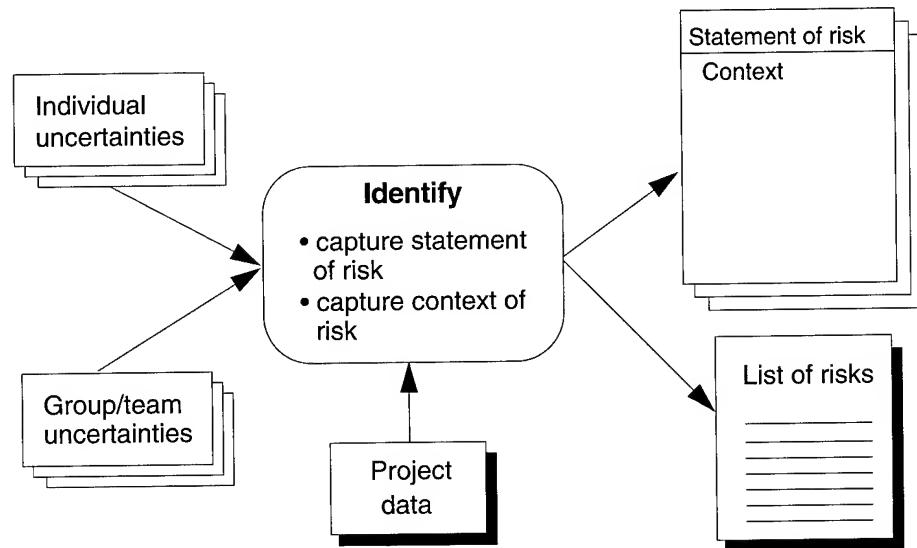 Individual
uncertainties
Group/team
uncertainties
Identify
• capture statement
of risk
• capture context of
risk
Project
data
Statement of risk
Context
List of risks